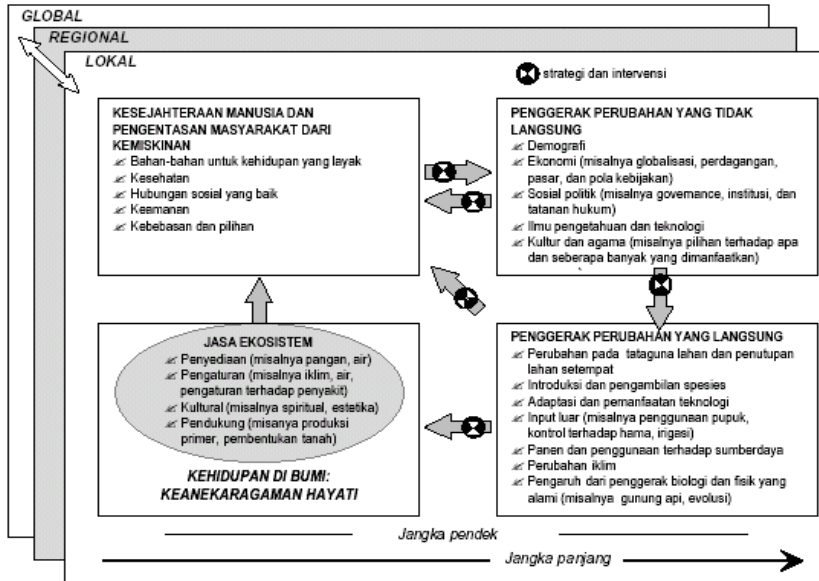 GLOBAL
REGIONAL
LOKAL
strategi dan intervensi
KESEJAHTERAAN MANUSIA DAN
PENGENTASAN MASYARAKAT DARI
KEMISKINAN
Bahan-bahan untuk kehidupan yang layak
Kesehatan
Hubungan sosial yang baik
Keamanan
Kebebasan dan pilihan
PENGGERAK PERUBAHAN YANG TIDAK
LANGSUNG
Demografi
Ekonomi (misalnya globalisasi, perdagangan,
pasar, dan pola kebijakan)
Sosial politik (misalnya governance, institusi, dan
tatanan hukum)
Ilmu pengetahuan dan teknologi
Kultur dan agama (misalnya pilihan terhadap apa
dan seberapa banyak yang dimanfaatkan)
JASA EKOSISTEM
Penyediaan (misalnya pangan, air)
Pengaturan (misalnya iklim, air,
pengaturan terhadap penyakit)
Kultural (misalnya spiritual, estetika)
Pendukung (misanya produksi
primer, pembentukan tanah)
KEHIDUPAN DI BUMI:
KEANEKARAGAMAN HAYATI
PENGGERAK PERUBAHAN YANG LANGSUNG
Perubahan pada tataguna lahan dan penutupan
lahan setempat
Introduksi dan pengambilan spesies
Adaptasi dan pemanfaatan teknologi
Input luar (misalnya penggunaan pupuk,
kontrol terhadap hama, irigasi)
Panen dan penggunaan terhadap sumberdaya
Perubahan iklim
Pengaruh dari penggerak biologi dan fisik yang
alami (misalnya gunung api, evolusi)
Jangka pendek
Jangka panjang